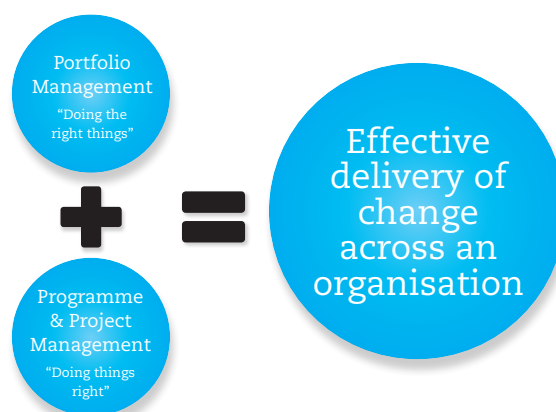 Portfolio
Management
“Doing the
right things”
Programme
& Project
Management
“Doing things
right”
Effective
delivery of
change
across an
organisation